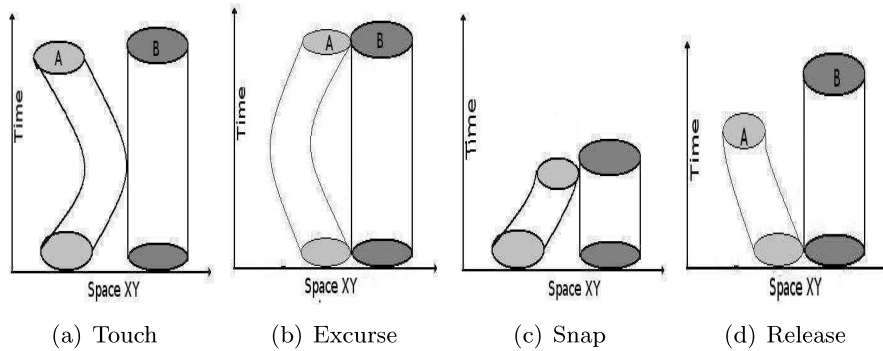 Time
A
B
Space XY
(a) Touch
Time
A
B
Space XY
(b) Excurse
Time
Space XY
(c) Snap
Time
A
B
Space XY
(d) Release